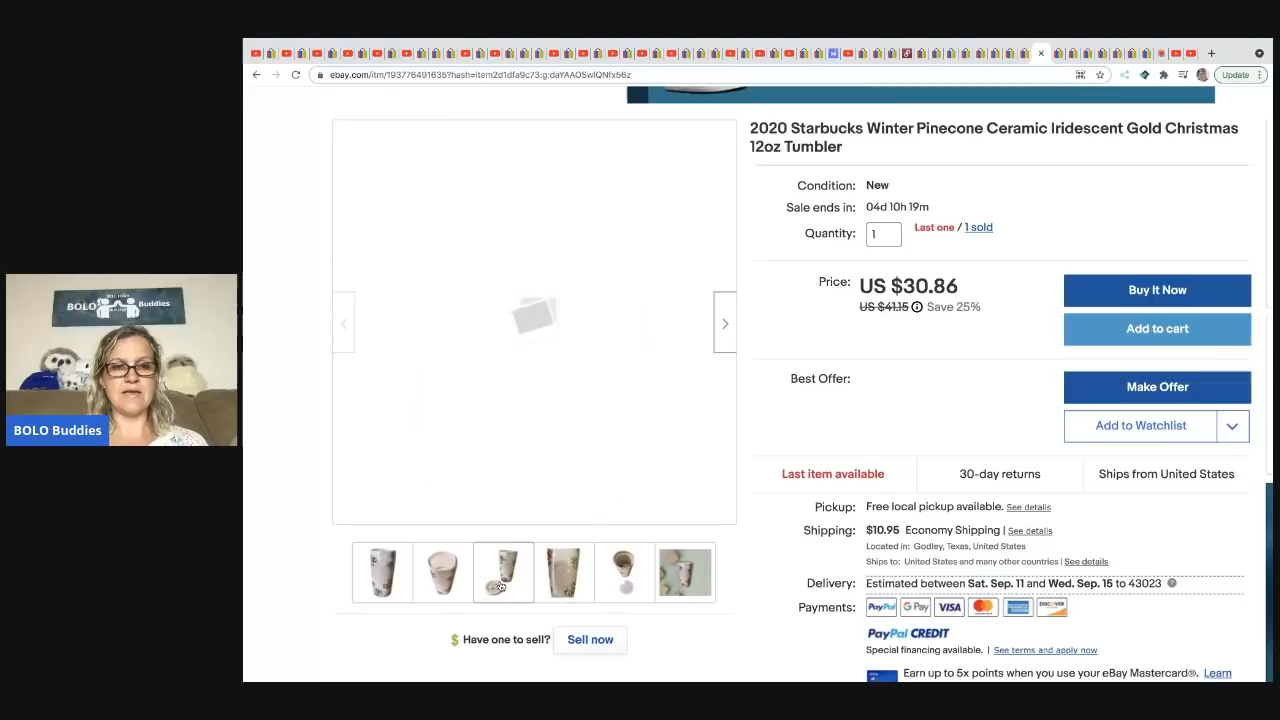 ebay.com/itm/193776491635?hash=item2d1dfa9c73:g:daYAAOSwlQNfx56z
Update
2020 Starbucks Winter Pinecone Ceramic Iridescent Gold Christmas
12oz Tumbler
Condition: New
Sale ends in: 04d 10h 19m
Quantity: 1 Last one / 1 sold
Price: US $30.86
US $41.15 Save 25%
Buy It Now
Add to cart
Best Offer:
Make Offer
Add to Watchlist
Last item available 30-day returns Ships from United States
Pickup: Free local pickup available. See details
Shipping: $10.95 Economy Shipping | See details
Located in: Godley, Texas, United States
Ships to: United States and many other countries | See details
Delivery: Estimated between Sat. Sep. 11 and Wed. Sep. 15 to 43023
Payments: PayPal G Pay VISA
DISCOVER
PayPal CREDIT
Special financing available. | See terms and apply now
Earn up to 5x points when you use your eBay Mastercard®. Learn
$ Have one to sell? Sell now
BOLO Buddies
BOLO Buddies